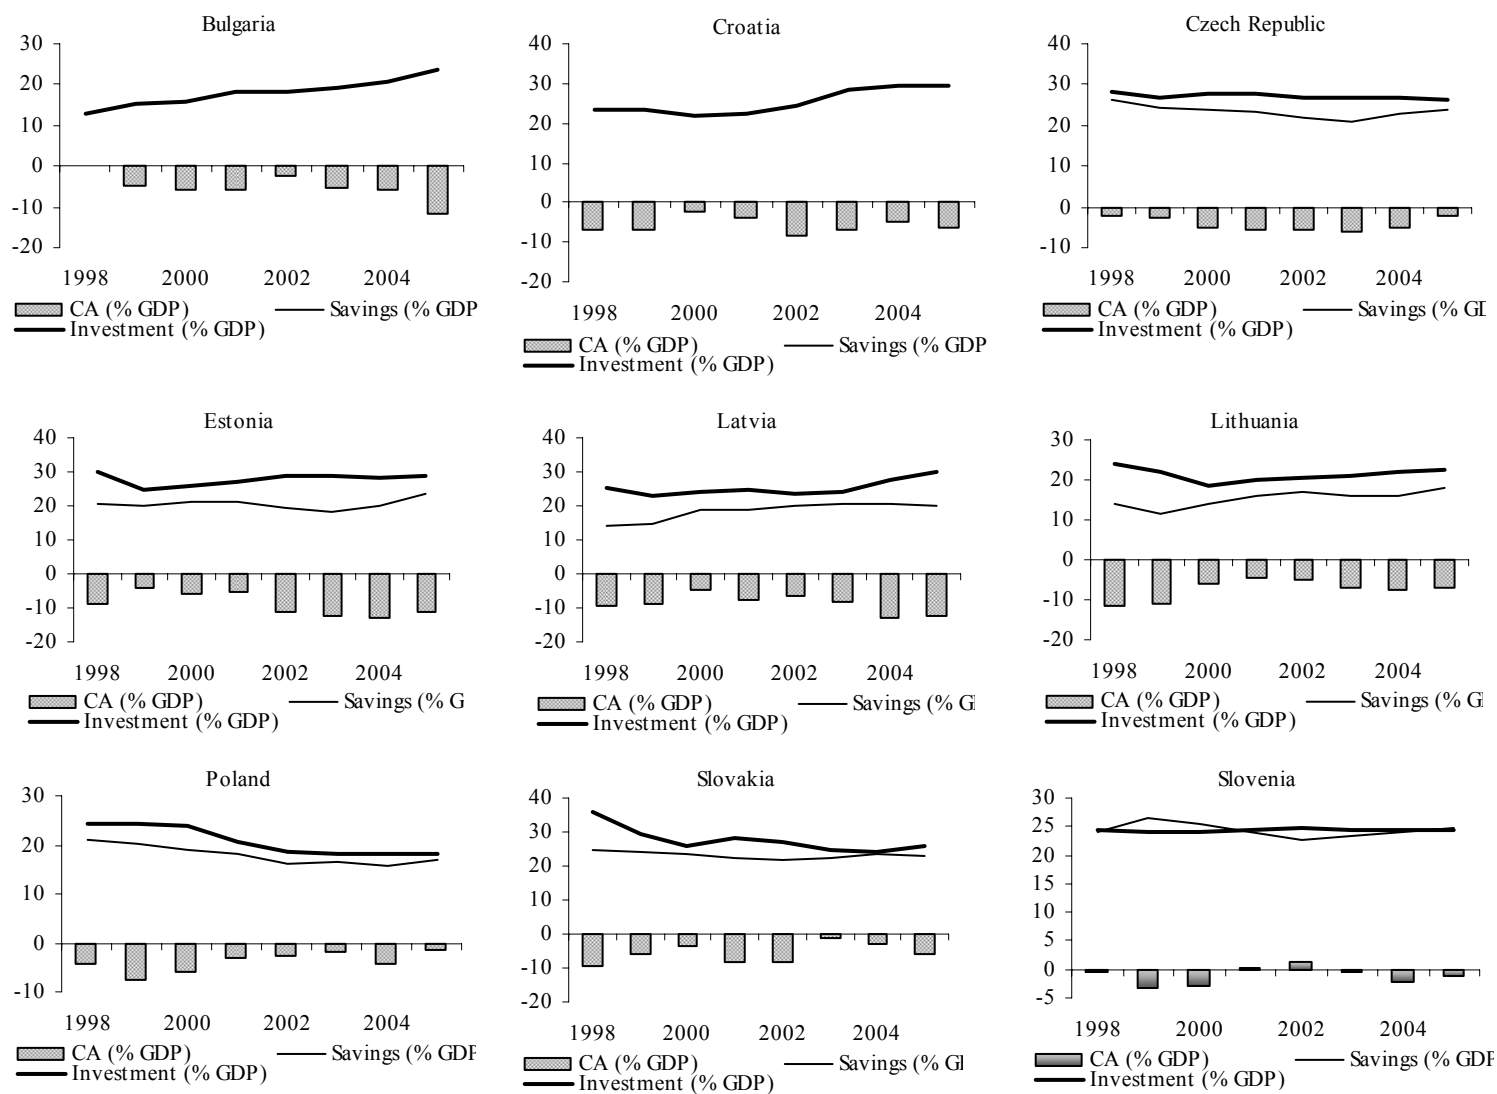 Bulgaria
30
20
10
0
-10
-20
1998 2000 2002 2004
CA (% GDP) Savings (% GDP
Investment (% GDP)
Croatia
40
30
20
10
0
-10
-20
1998 2000 2002 2004
CA (% GDP) Savings (% GDP
Investment (% GDP)
Czech Republic
40
30
20
10
0
-10
1998 2000 2002 2004
CA (% GDP) Savings (% GD
Investment (% GDP)
Estonia
40
30
20
10
0
-10
-20
1998 2000 2002 2004
CA (% GDP) Savings (% G
Investment (% GDP)
Latvia
40
30
20
10
0
-10
-20
1998 2000 2002 2004
CA (% GDP) Savings (% G
Investment (% GDP)
Lithuania
30
20
10
0
-10
-20
1998 2000 2002 2004
CA (% GDP) Savings (% GD
Investment (% GDP)
Poland
30
20
10
0
-10
1998 2000 2002 2004
CA (% GDP) Savings (% GDP
Investment (% GDP)
Slovakia
40
30
20
10
0
-10
-20
1998 2000 2002 2004
CA (% GDP) Savings (% GD
Investment (% GDP)
Slovenia
30
25
20
15
10
5
0
-5
1998 2000 2002 2004
CA (% GDP) Savings (% GDP
Investment (% GDP)